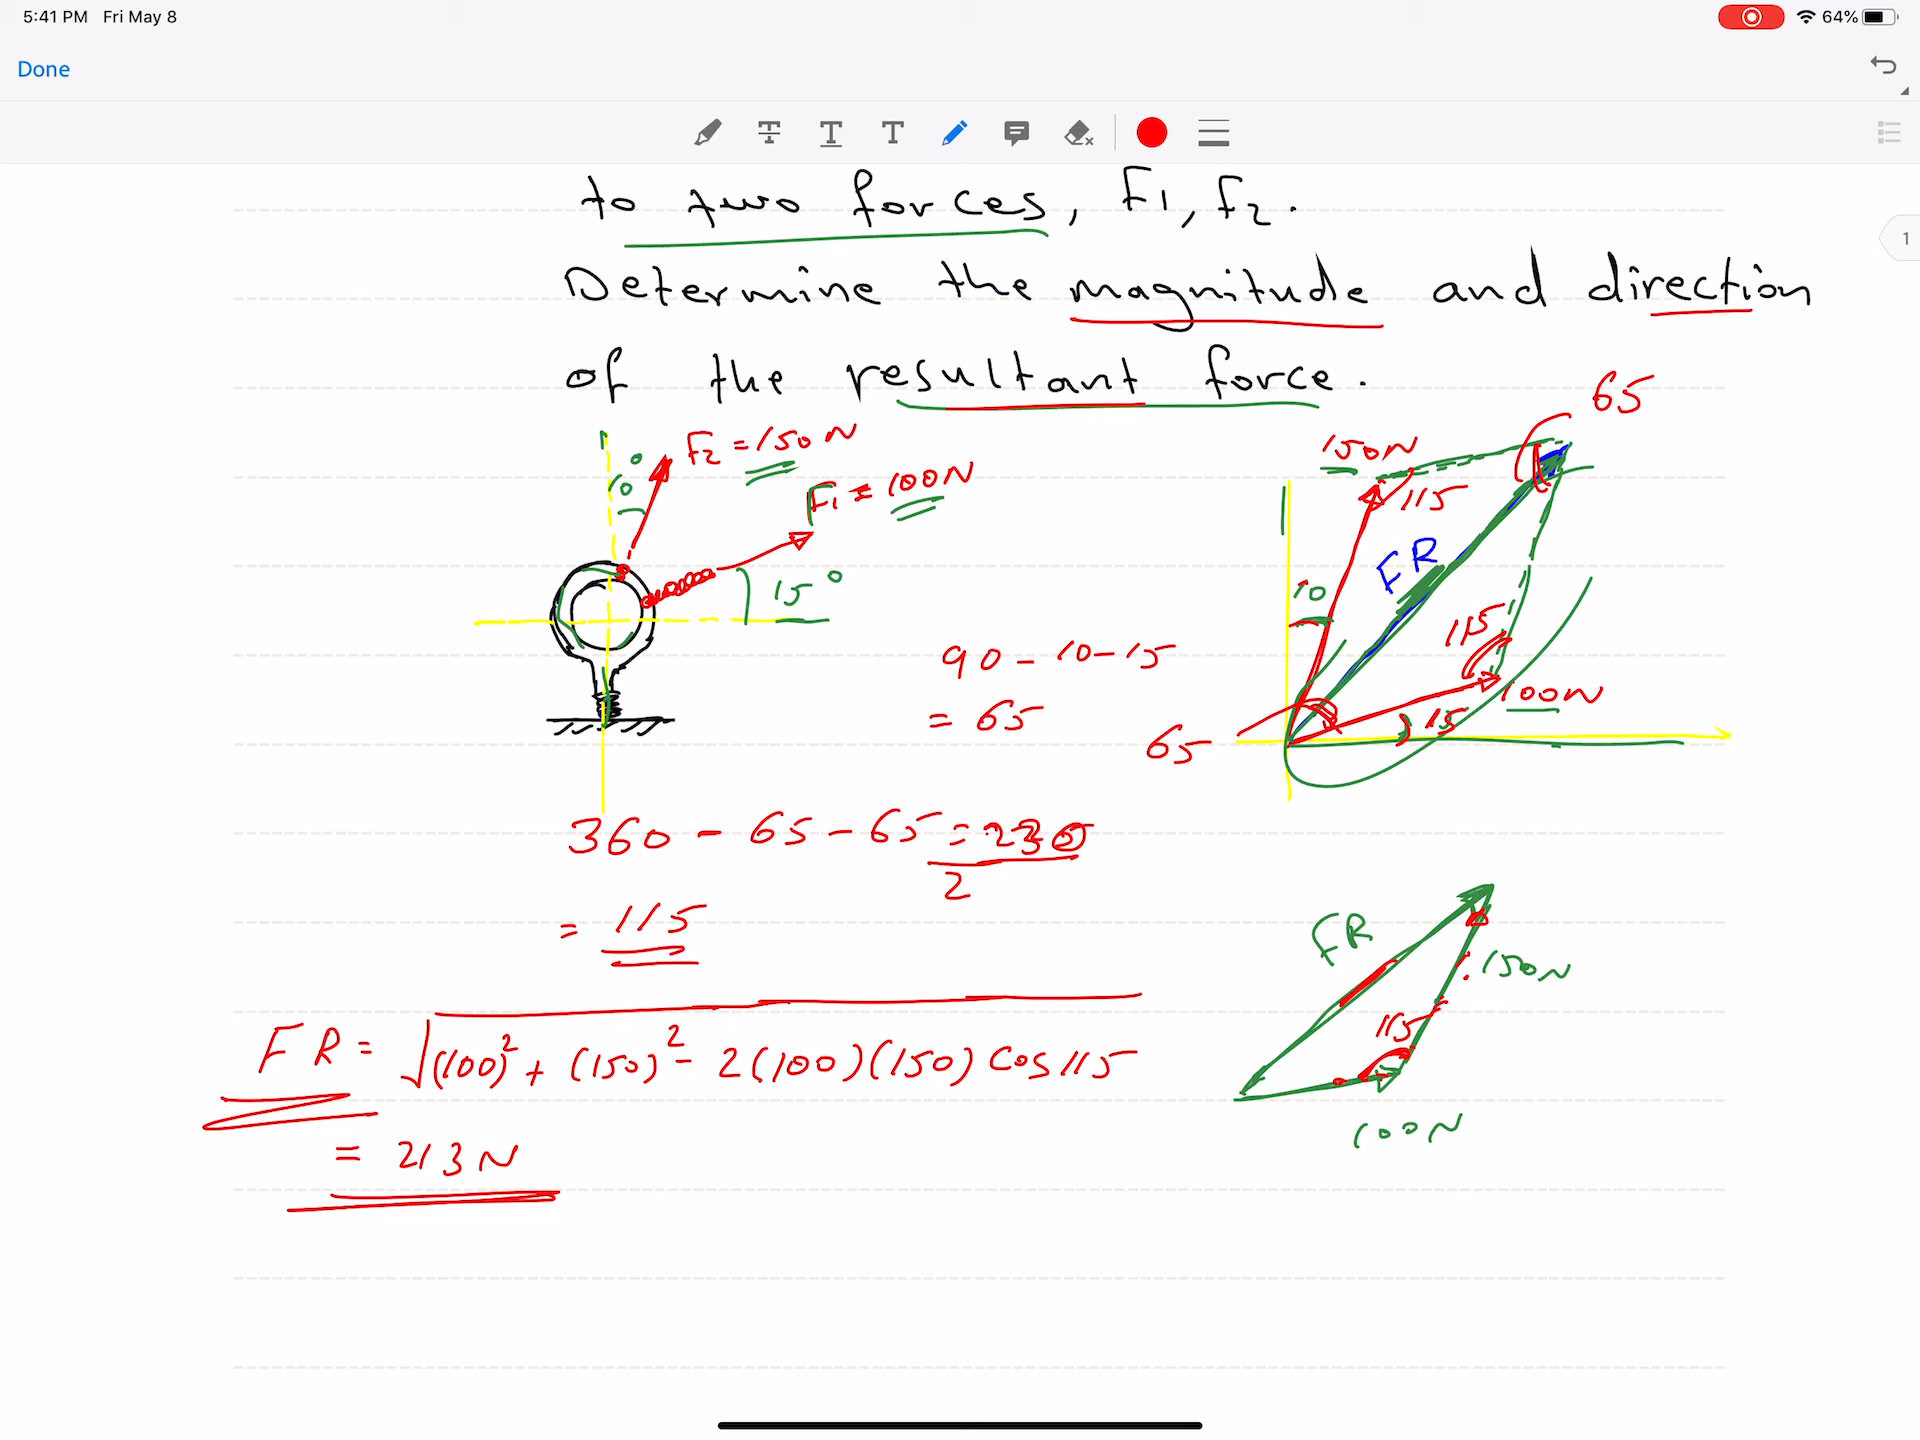 5:41 PM Fri May 8
64%
Done
1
to two forces, F1, F2.
Determine the magnitude and direction
of the resultant force.
65
F2 = 150 N
10°
F1 = 100N
15°
150N
115
FR
10
115
100N
15
65
90 - 10 - 15
= 65
360 - 65 - 65 = 230
2
= 115
FR
150N
115
100N
FR = √(100)² + (150)² - 2(100)(150) Cos 115
= 213 N